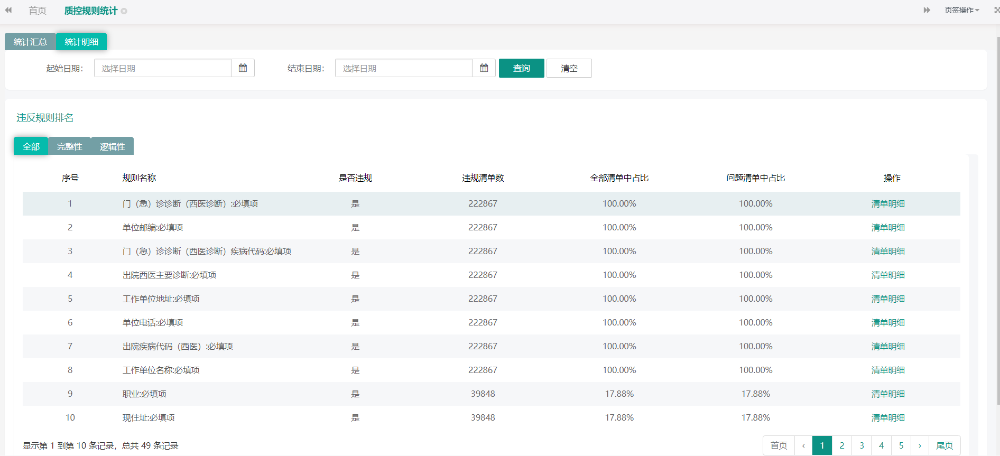 首页 质控规则统计 页签操作
统计汇总 统计明细
起始日期： 选择日期 结束日期： 选择日期 查询 清空
违反规则排名
全部 完整性 逻辑性
序号 规则名称 是否违规 违规清单数 全部清单中占比 问题清单中占比 操作
1 门（急）诊诊断（西医诊断）:必填项 是 222867 100.00% 100.00% 清单明细
2 单位邮编:必填项 是 222867 100.00% 100.00% 清单明细
3 门（急）诊诊断（西医诊断）疾病代码:必填项 是 222867 100.00% 100.00% 清单明细
4 出院西医主要诊断:必填项 是 222867 100.00% 100.00% 清单明细
5 工作单位地址:必填项 是 222867 100.00% 100.00% 清单明细
6 单位电话:必填项 是 222867 100.00% 100.00% 清单明细
7 出院疾病代码（西医）:必填项 是 222867 100.00% 100.00% 清单明细
8 工作单位名称:必填项 是 222867 100.00% 100.00% 清单明细
9 职业:必填项 是 39848 17.88% 17.88% 清单明细
10 现住址:必填项 是 39848 17.88% 17.88% 清单明细
显示第 1 到第 10 条记录，总共 49 条记录 首页 ‹ 1 2 3 4 5 › 尾页